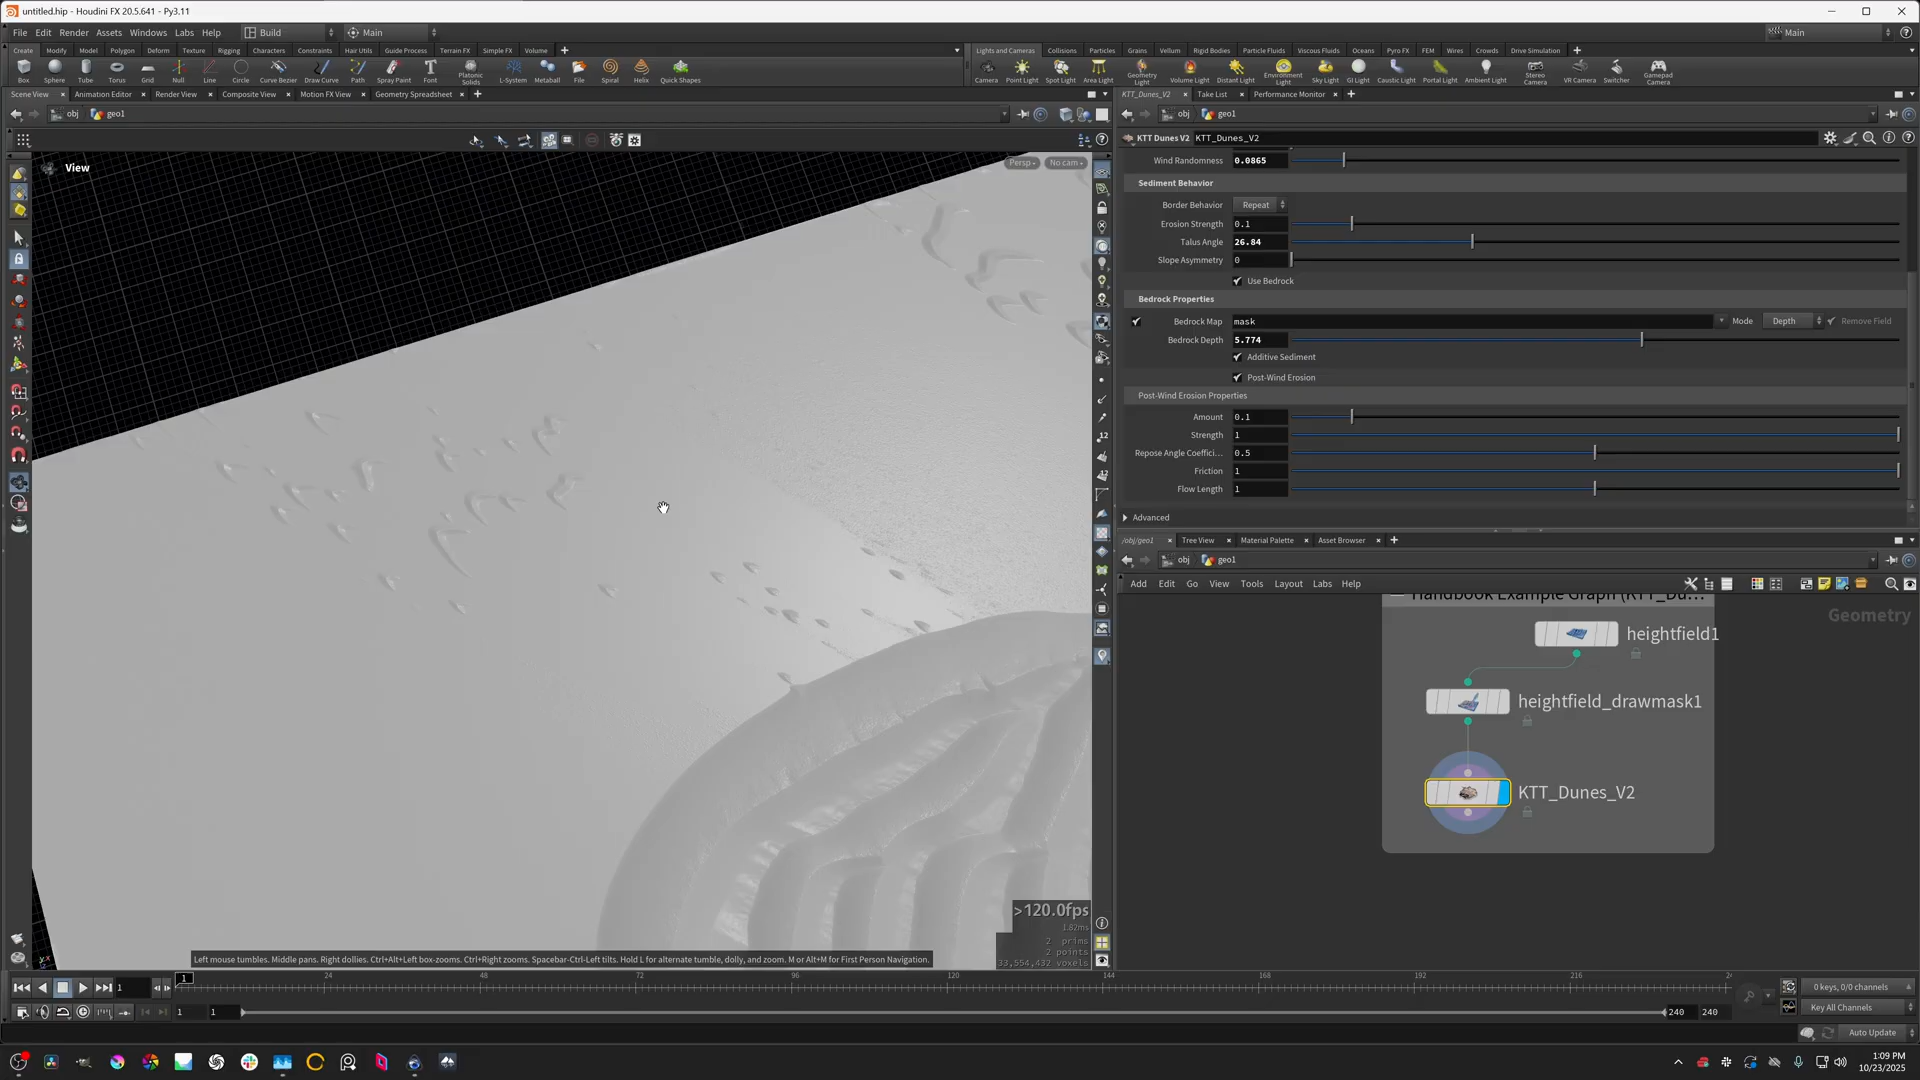 untitled.hip - Houdini FX 20.5.641 - Py3.11
File Edit Render Assets Windows Labs Help Build Main Main
Create Modify Model Polygon Deform Texture Rigging Characters Constraints Hair Utils Guide Process Terrain FX Simple FX Volume
Lights and Cameras Collisions Particles Grains Vellum Rigid Bodies Particle Fluids Viscous Fluids Oceans Pyro FX FEM Wires Crowds Drive Simulation
Box Sphere Tube Torus Grid Null Line Circle Curve Bezier Draw Curve Path Spray Paint Font Platonic Solids L-System Metaball File Spiral Helix Quick Shapes
Camera Point Light Spot Light Area Light Geometry Light Volume Light Distant Light Environment Light Sky Light GI Light Caustic Light Portal Light Ambient Light Stereo Camera VR Camera Switcher Gamepad Camera
Scene View Animation Editor Render View Composite View Motion FX View Geometry Spreadsheet
KTT_Dunes_V2 Take List Performance Monitor
obj geo1
obj geo1
KTT Dunes V2 KTT_Dunes_V2
View
Persp No cam
Wind Randomness 0.0865
Sediment Behavior
Border Behavior Repeat
Erosion Strength 0.1
Talus Angle 26.84
Slope Asymmetry 0
Use Bedrock
Bedrock Properties
Bedrock Map mask Mode Depth Remove Field
Bedrock Depth 5.774
Additive Sediment
Post-Wind Erosion
Post-Wind Erosion Properties
Amount 0.1
Strength 1
Repose Angle Coeffici... 0.5
Friction 1
Flow Length 1
Advanced
/obj/geo1 Tree View Material Palette Asset Browser
obj geo1
Add Edit Go View Tools Layout Labs Help
Handbook Example Graph (KTT_Du...
Geometry
heightfield1
heightfield_drawmask1
KTT_Dunes_V2
>120.0fps
1.82ms
2 prims
2 points
33,554,432 voxels
Left mouse tumbles. Middle pans. Right dollies. Ctrl+Alt+Left box-zooms. Ctrl+Right zooms. Spacebar-Ctrl-Left tilts. Hold L for alternate tumble, dolly, and zoom. M or Alt+M for First Person Navigation.
1 1 24 48 72 96 120 144 168 192 216
0 keys, 0/0 channels
1 1 240 240 Key All Channels
Auto Update
1:09 PM
10/23/2025